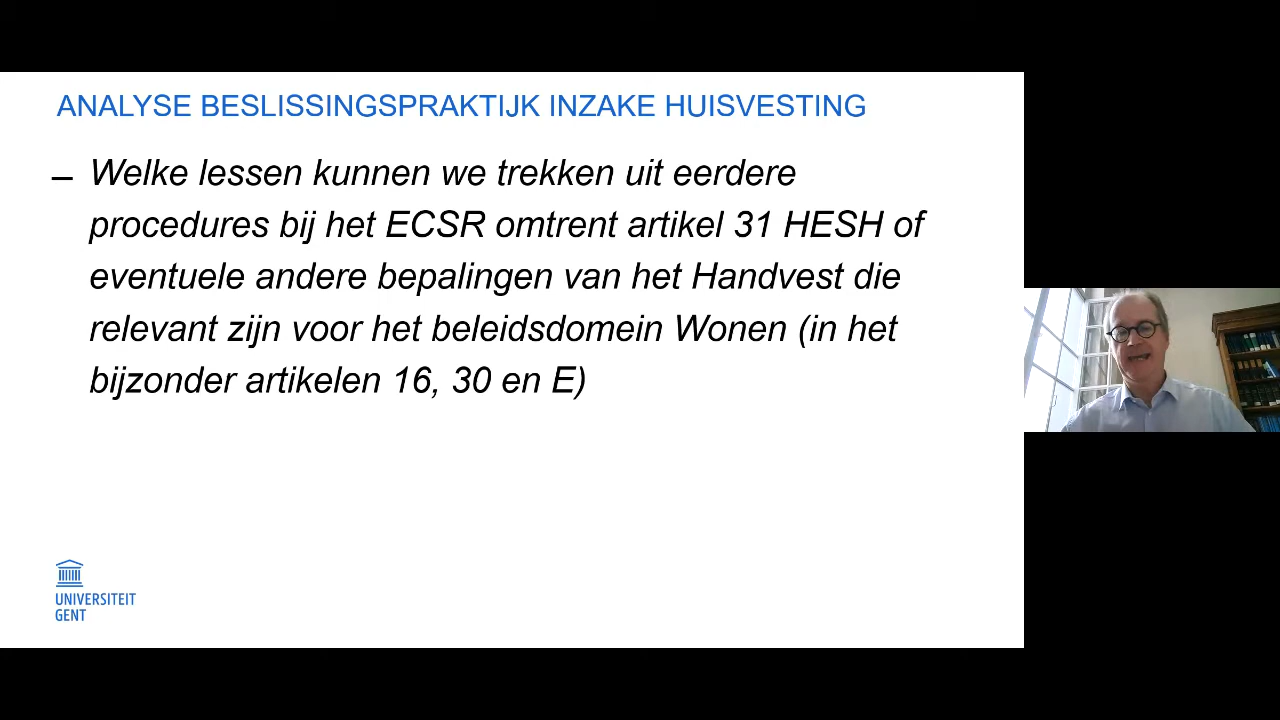 ANALYSE BESLISSINGSPRAKTIJK INZAKE HUISVESTING
– Welke lessen kunnen we trekken uit eerdere
procedures bij het ECSR omtrent artikel 31 HESH of
eventuele andere bepalingen van het Handvest die
relevant zijn voor het beleidsdomein Wonen (in het
bijzonder artikelen 16, 30 en E)
UNIVERSITEIT
GENT